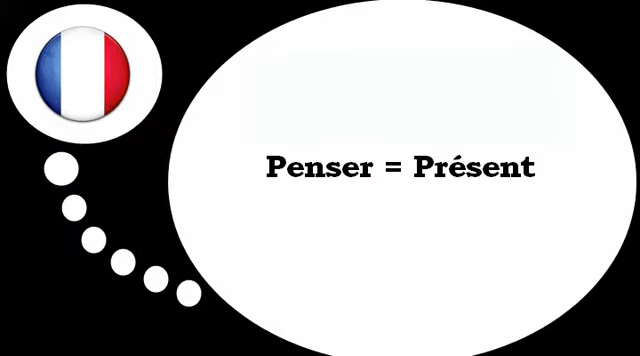 Penser = Présent